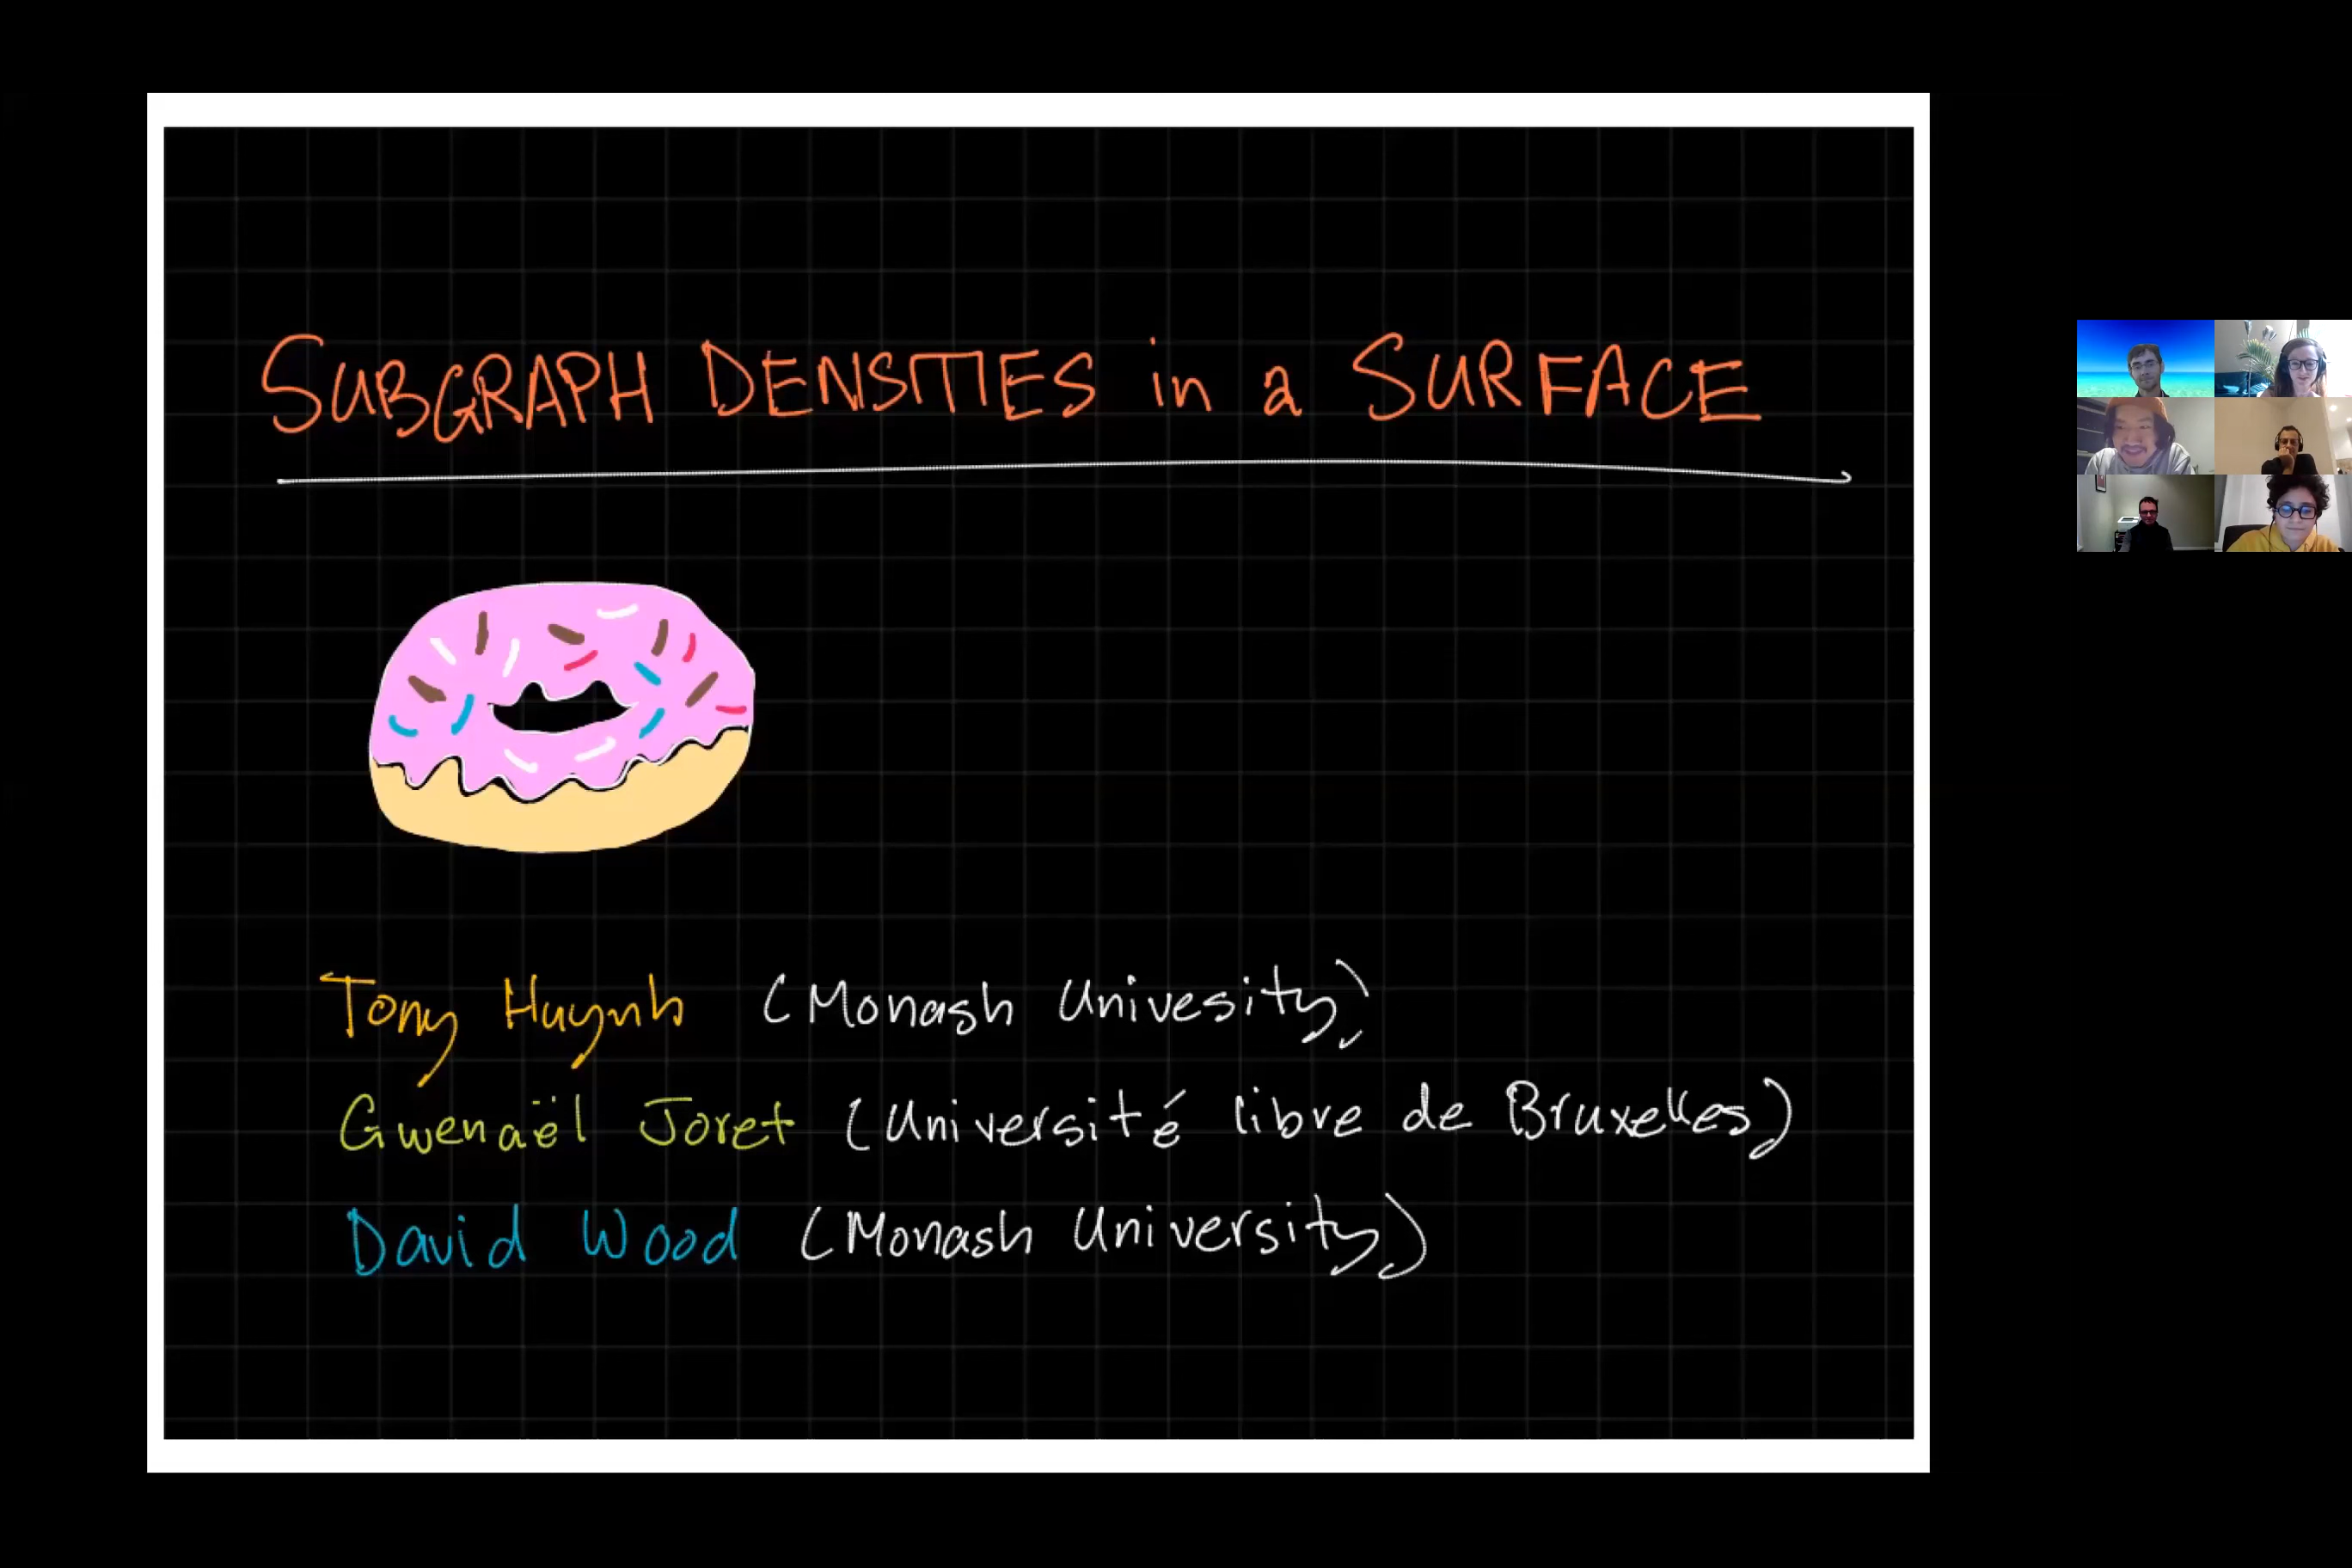 SUBGRAPH DENSITIES in a SURFACE
Tony Huynh (Monash Univesity)
Gwenaël Joret (Université libre de Bruxelles)
David Wood (Monash University)